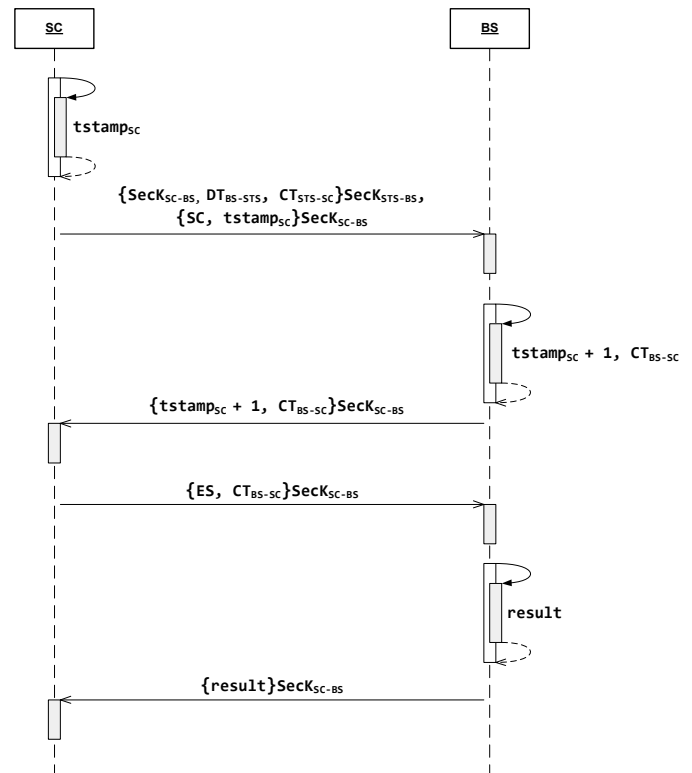 SC BS
tstampSC
{SecKSC-BS, DTBS-STS, CTSTS-SC}SecKSTS-BS,
{SC, tstampSC}SecKSC-BS
tstampSC + 1, CTBS-SC
{tstampSC + 1, CTBS-SC}SecKSC-BS
{ES, CTBS-SC}SecKSC-BS
result
{result}SecKSC-BS